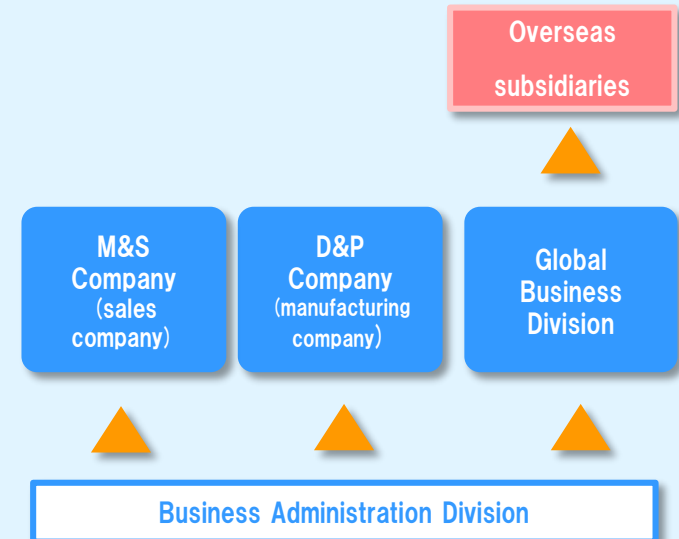 Overseas
subsidiaries
M&S
Company
(sales
company)
D&P
Company
(manufacturing
company)
Global
Business
Division
Business Administration Division